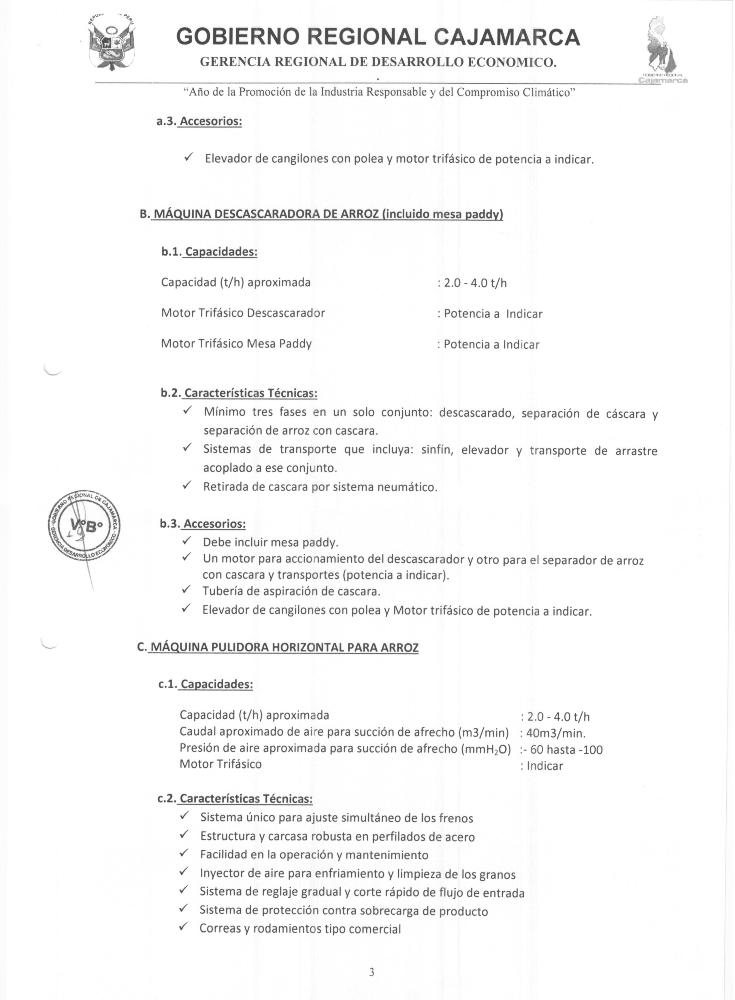 GOBIERNO REGIONAL CAJAMARCA
GERENCIA REGIONAL DE DESARROLLO ECONOMICO.
GOBIERNO REGIONAL
Cajamarca
“Año de la Promoción de la Industria Responsable y del Compromiso Climático”
a.3. Accesorios:
✓ Elevador de cangilones con polea y motor trifásico de potencia a indicar.
B. MÁQUINA DESCASCARADORA DE ARROZ (incluido mesa paddy)
b.1. Capacidades:
Capacidad (t/h) aproximada : 2.0 - 4.0 t/h
Motor Trifásico Descascarador : Potencia a Indicar
Motor Trifásico Mesa Paddy : Potencia a Indicar
b.2. Características Técnicas:
✓ Mínimo tres fases en un solo conjunto: descascarado, separación de cáscara y
separación de arroz con cascara.
✓ Sistemas de transporte que incluya: sinfín, elevador y transporte de arrastre
acoplado a ese conjunto.
✓ Retirada de cascara por sistema neumático.
GOBIERNO REGIONAL DE CAJAMARCA
V°B°
GERENCIA DESARROLLO ECONOMICO
b.3. Accesorios:
✓ Debe incluir mesa paddy.
✓ Un motor para accionamiento del descascarador y otro para el separador de arroz
con cascara y transportes (potencia a indicar).
✓ Tubería de aspiración de cascara.
✓ Elevador de cangilones con polea y Motor trifásico de potencia a indicar.
C. MÁQUINA PULIDORA HORIZONTAL PARA ARROZ
c.1. Capacidades:
Capacidad (t/h) aproximada : 2.0 - 4.0 t/h
Caudal aproximado de aire para succión de afrecho (m3/min) : 40m3/min.
Presión de aire aproximada para succión de afrecho (mmH₂O) :- 60 hasta -100
Motor Trifásico : Indicar
c.2. Características Técnicas:
✓ Sistema único para ajuste simultáneo de los frenos
✓ Estructura y carcasa robusta en perfilados de acero
✓ Facilidad en la operación y mantenimiento
✓ Inyector de aire para enfriamiento y limpieza de los granos
✓ Sistema de reglaje gradual y corte rápido de flujo de entrada
✓ Sistema de protección contra sobrecarga de producto
✓ Correas y rodamientos tipo comercial
3